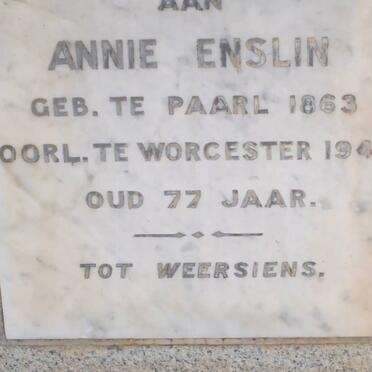 AAN
ANNIE ENSLIN
GEB. TE PAARL 1863
OORL. TE WORCESTER 194
OUD 77 JAAR.
TOT WEERSIENS.